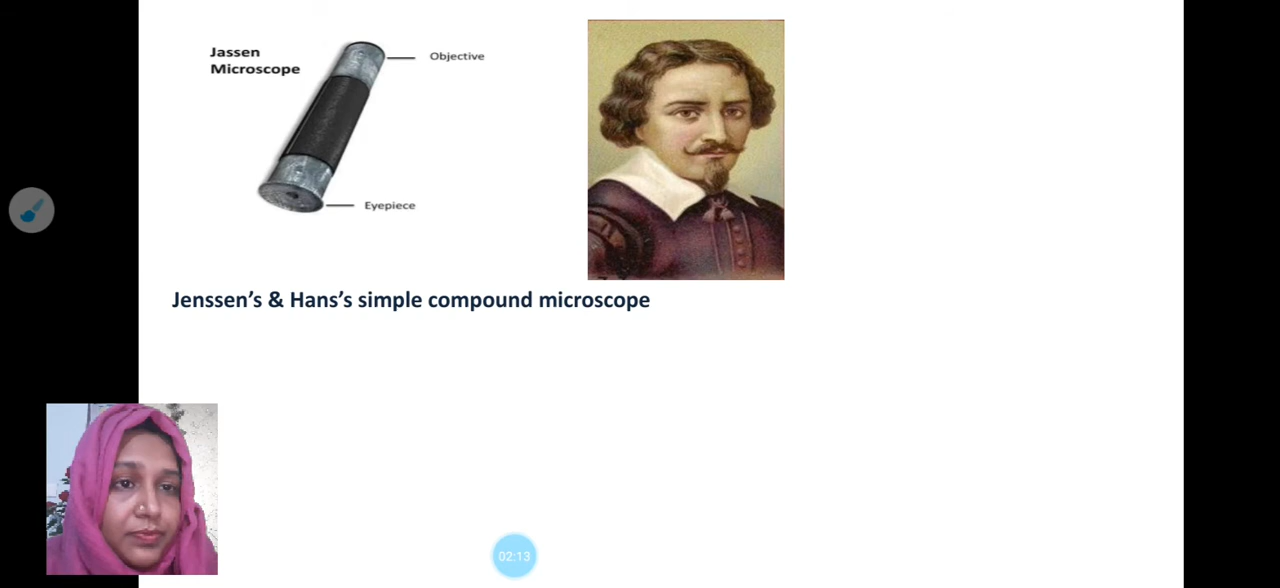 Jassen
Microscope
Objective
Eyepiece
Jenssen’s & Hans’s simple compound microscope
02:13